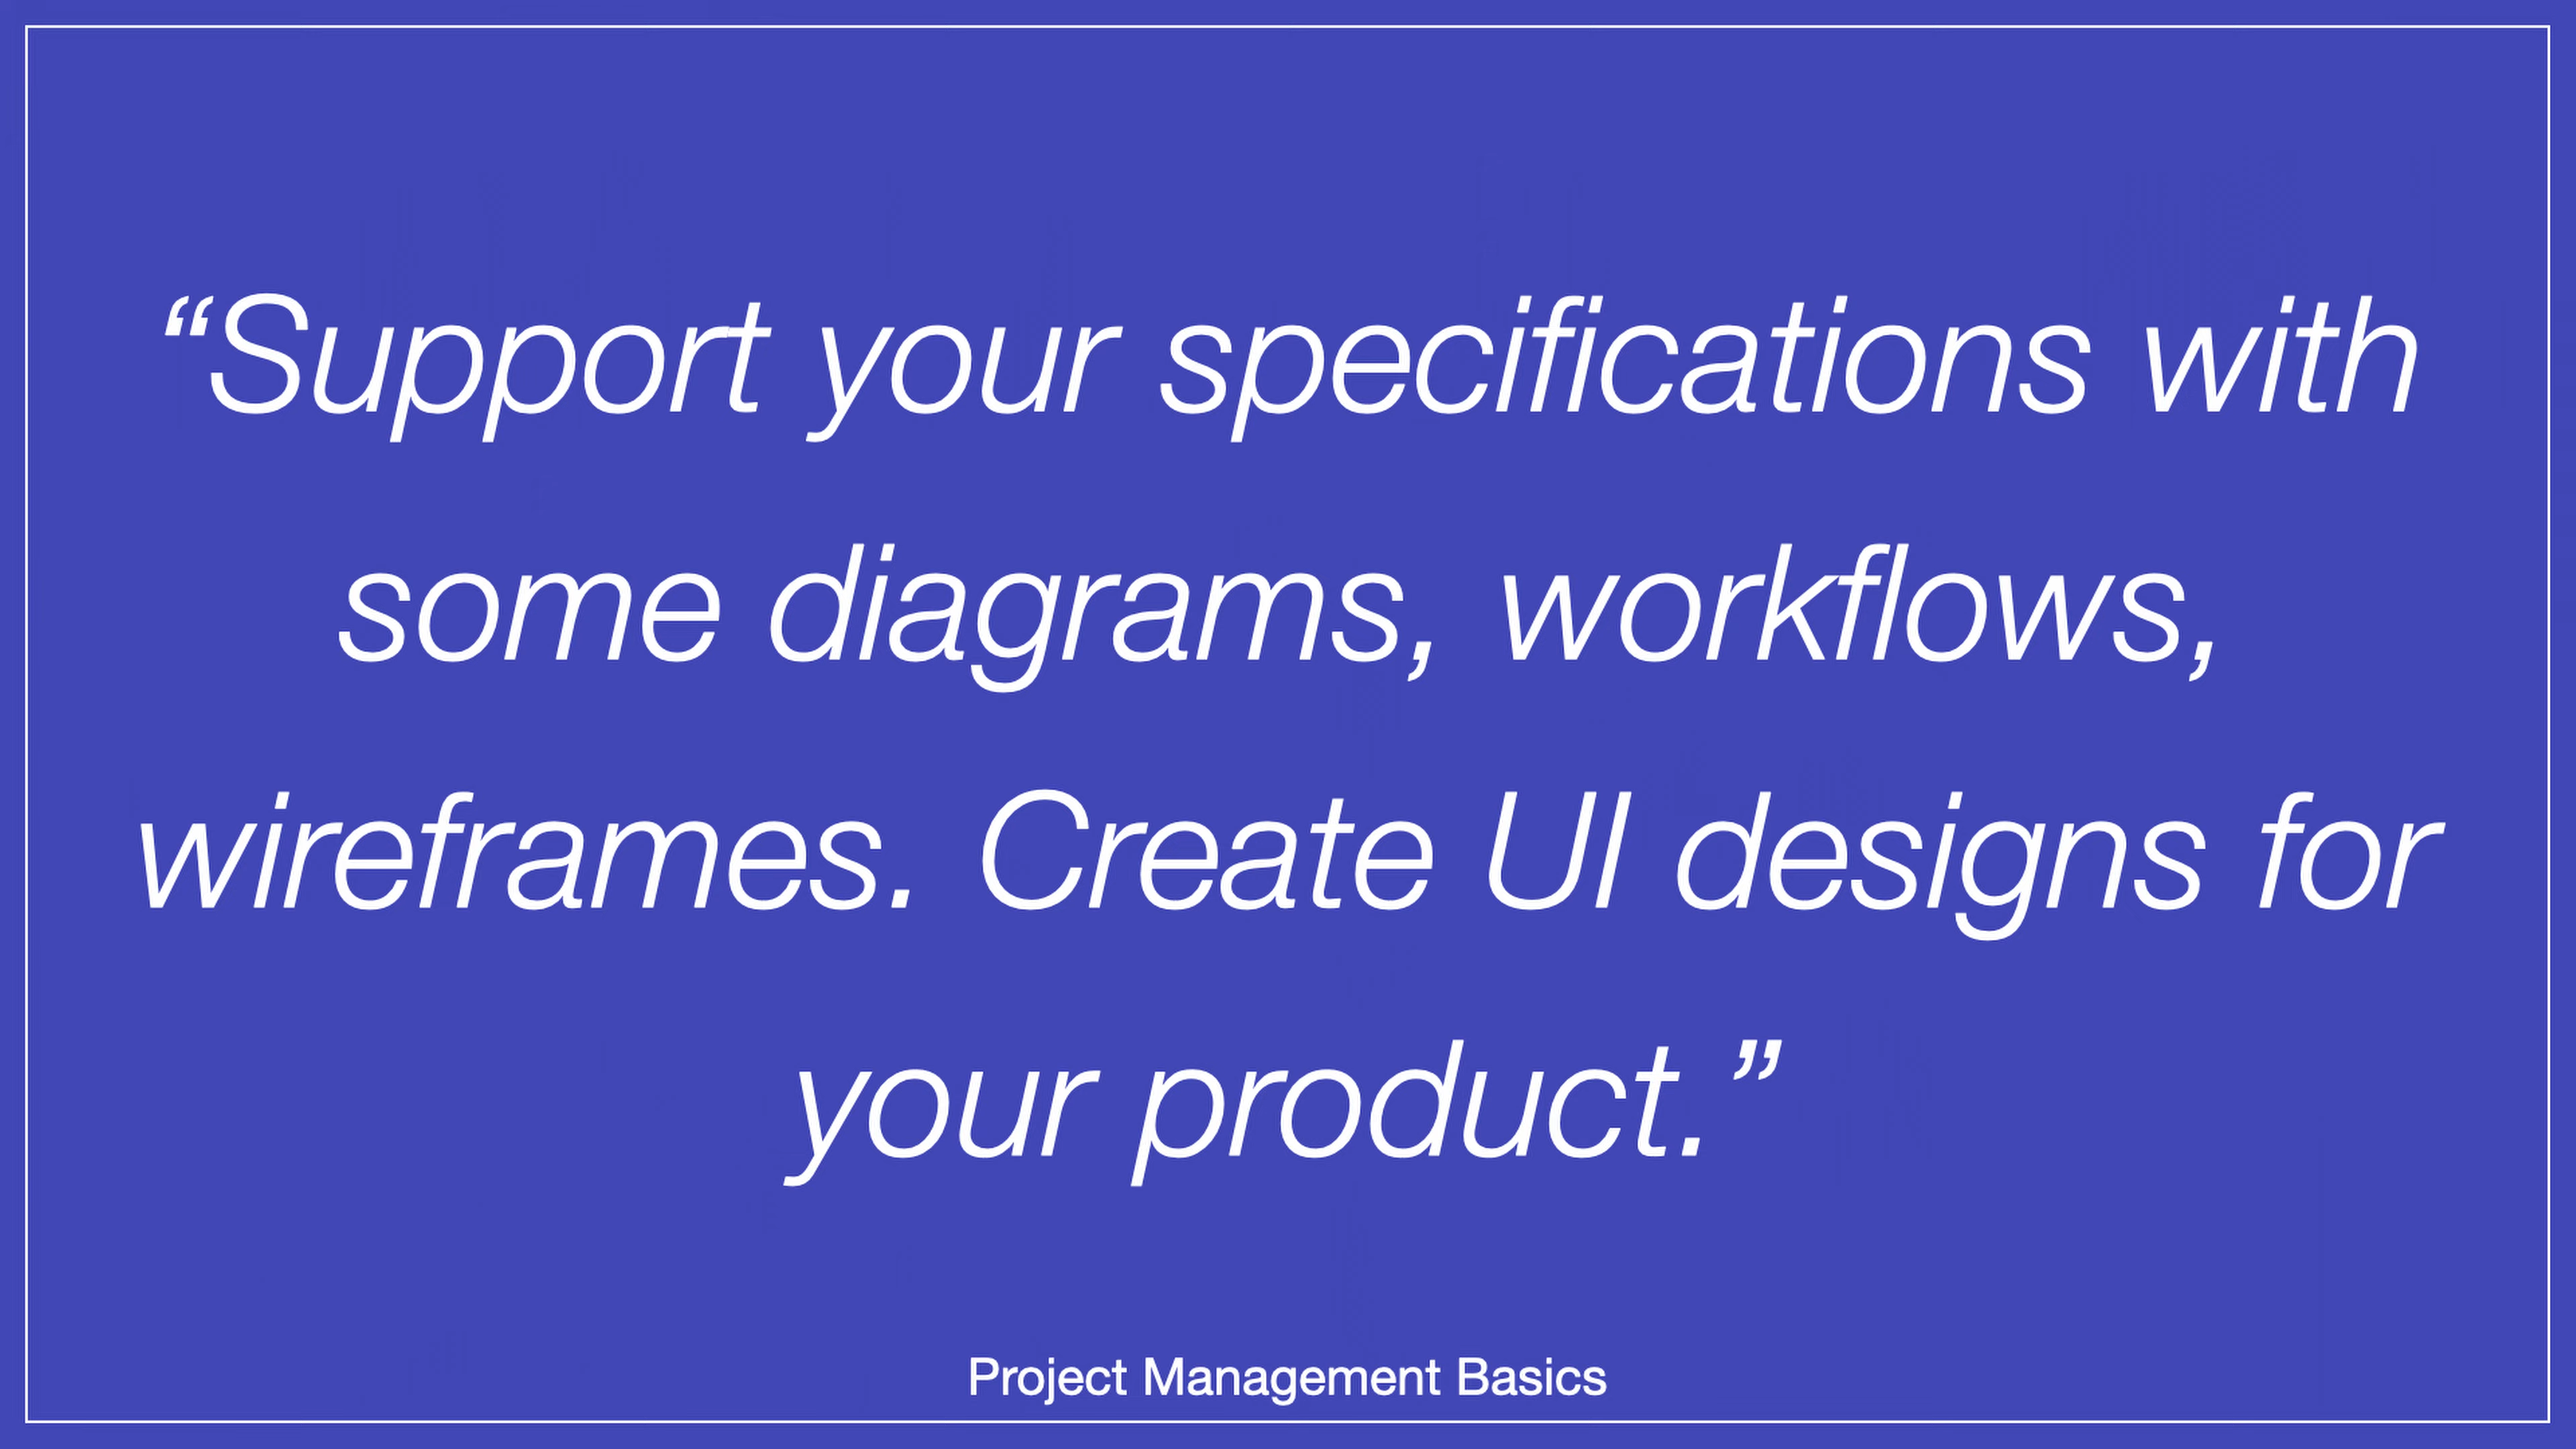 “Support your specifications with
some diagrams, workflows,
wireframes. Create UI designs for
your product.”
Project Management Basics